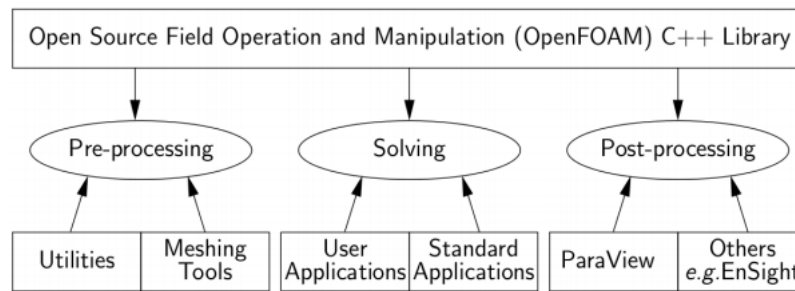 Open Source Field Operation and Manipulation (OpenFOAM) C++ Library
Pre-processing
Solving
Post-processing
Utilities
Meshing
Tools
User
Applications
Standard
Applications
ParaView
Others
e.g.EnSight